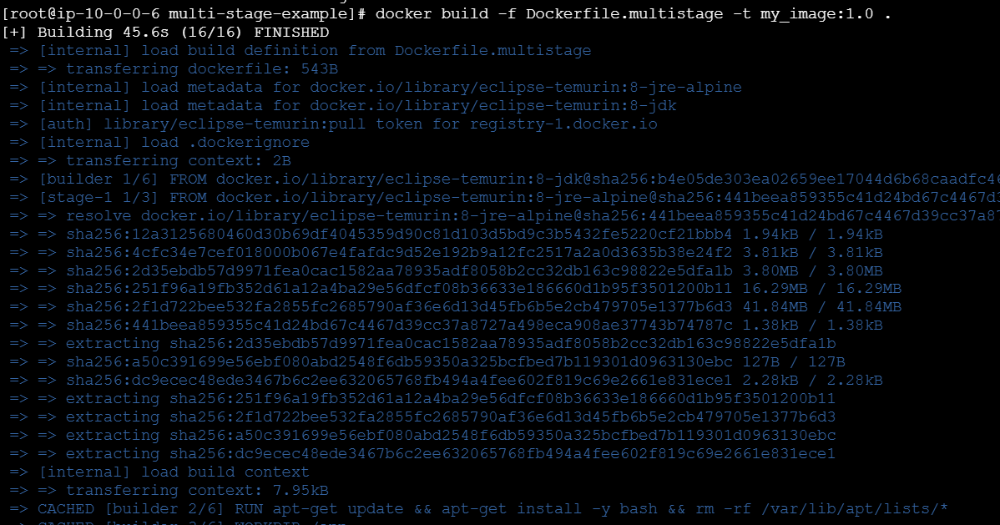 [root@ip-10-0-0-6 multi-stage-example]# docker build -f Dockerfile.multistage -t my_image:1.0 .
[+] Building 45.6s (16/16) FINISHED
=> [internal] load build definition from Dockerfile.multistage
=> => transferring dockerfile: 543B
=> [internal] load metadata for docker.io/library/eclipse-temurin:8-jre-alpine
=> [internal] load metadata for docker.io/library/eclipse-temurin:8-jdk
=> [auth] library/eclipse-temurin:pull token for registry-1.docker.io
=> [internal] load .dockerignore
=> => transferring context: 2B
=> [builder 1/6] FROM docker.io/library/eclipse-temurin:8-jdk@sha256:b4e05de303ea02659ee17044d6b68caadfc46
=> [stage-1 1/3] FROM docker.io/library/eclipse-temurin:8-jre-alpine@sha256:441beea859355c41d24bd67c4467d3
=> => resolve docker.io/library/eclipse-temurin:8-jre-alpine@sha256:441beea859355c41d24bd67c4467d39cc37a87
=> => sha256:12a3125680460d30b69df4045359d90c81d103d5bd9c3b5432fe5220cf21bbb4 1.94kB / 1.94kB
=> => sha256:4cfc34e7cef018000b067e4fafdc9d52e192b9a12fc2517a2a0d3635b38e24f2 3.81kB / 3.81kB
=> => sha256:2d35ebdb57d9971fea0cac1582aa78935adf8058b2cc32db163c98822e5dfa1b 3.80MB / 3.80MB
=> => sha256:251f96a19fb352d61a12a4ba29e56dfcf08b36633e186660d1b95f3501200b11 16.29MB / 16.29MB
=> => sha256:2f1d722bee532fa2855fc2685790af36e6d13d45fb6b5e2cb479705e1377b6d3 41.84MB / 41.84MB
=> => sha256:441beea859355c41d24bd67c4467d39cc37a8727a498eca908ae37743b74787c 1.38kB / 1.38kB
=> => extracting sha256:2d35ebdb57d9971fea0cac1582aa78935adf8058b2cc32db163c98822e5dfa1b
=> => sha256:a50c391699e56ebf080abd2548f6db59350a325bcfbed7b119301d0963130ebc 127B / 127B
=> => sha256:dc9ecec48ede3467b6c2ee632065768fb494a4fee602f819c69e2661e831ece1 2.28kB / 2.28kB
=> => extracting sha256:251f96a19fb352d61a12a4ba29e56dfcf08b36633e186660d1b95f3501200b11
=> => extracting sha256:2f1d722bee532fa2855fc2685790af36e6d13d45fb6b5e2cb479705e1377b6d3
=> => extracting sha256:a50c391699e56ebf080abd2548f6db59350a325bcfbed7b119301d0963130ebc
=> => extracting sha256:dc9ecec48ede3467b6c2ee632065768fb494a4fee602f819c69e2661e831ece1
=> [internal] load build context
=> => transferring context: 7.95kB
=> CACHED [builder 2/6] RUN apt-get update && apt-get install -y bash && rm -rf /var/lib/apt/lists/*